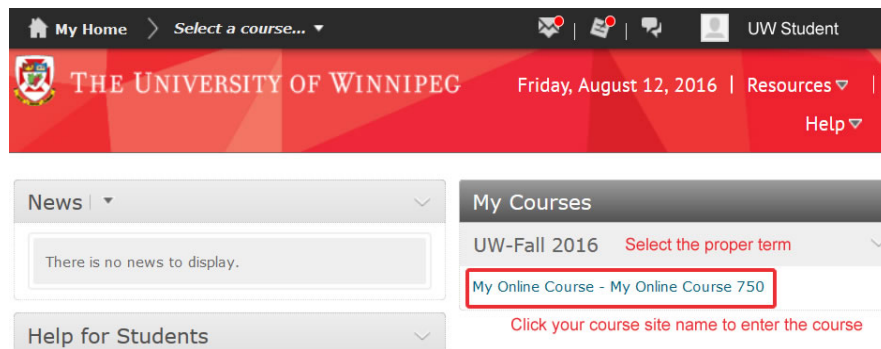 My Home Select a course... UW Student
THE UNIVERSITY OF WINNIPEG Friday, August 12, 2016 | Resources |
Help
News
There is no news to display.
Help for Students
My Courses
UW-Fall 2016 Select the proper term
My Online Course - My Online Course 750
Click your course site name to enter the course